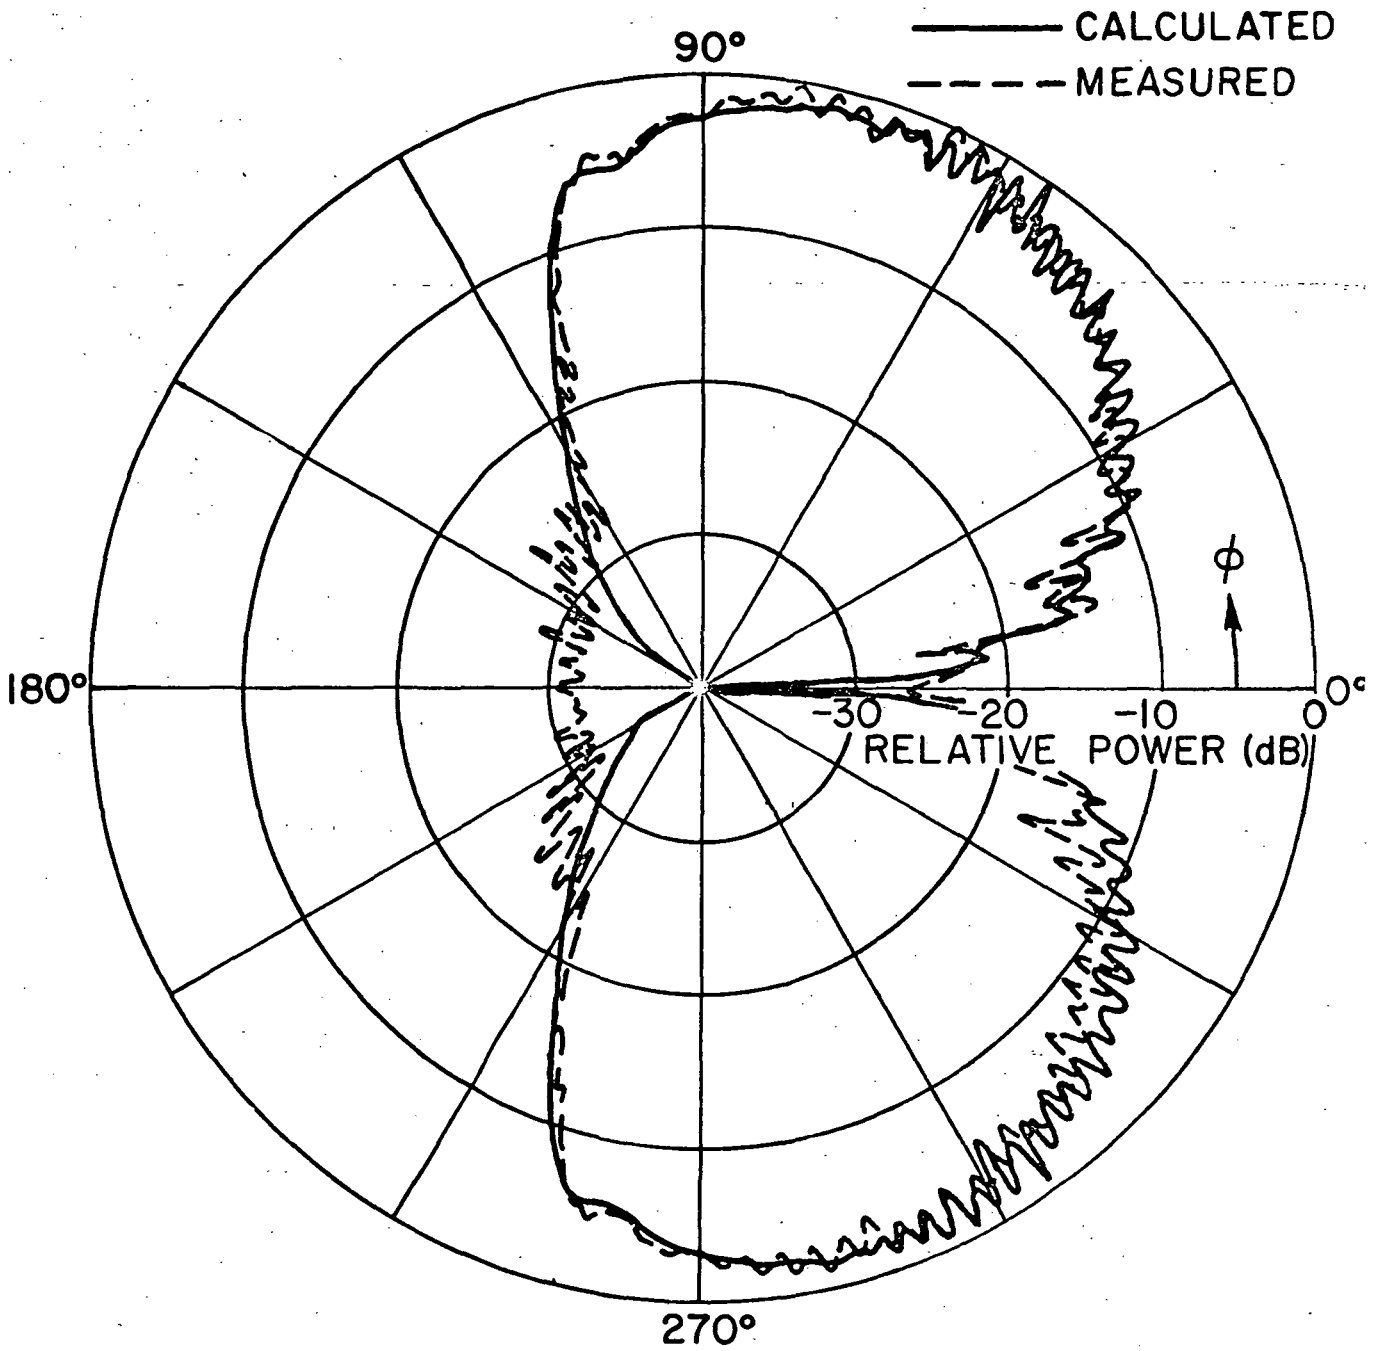 CALCULATED
90°
MEASURED
ϕ
180°
0°
-30 -20 -10 0
RELATIVE POWER (dB)
270°